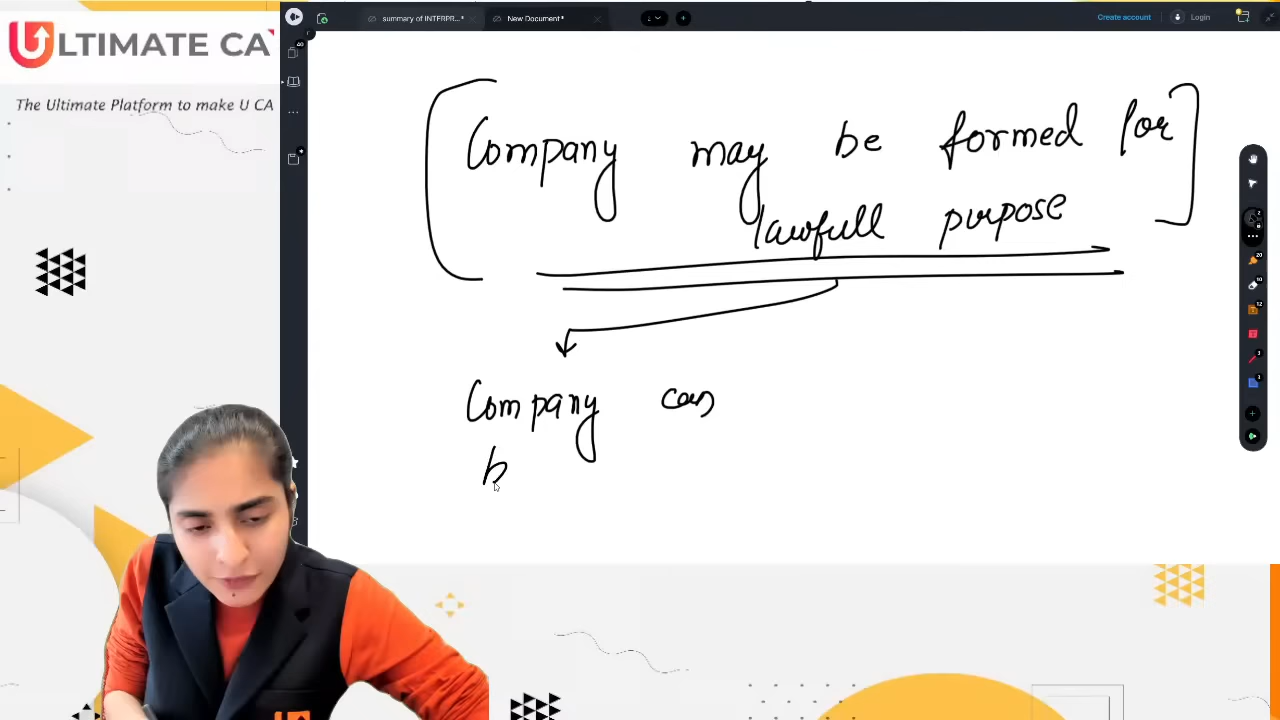 ULTIMATE CA
The Ultimate Platform to make U CA
summary of INTERPR...*
New Document*
Create account
Login
Company may be formed for
lawfull purpose
Company can
b